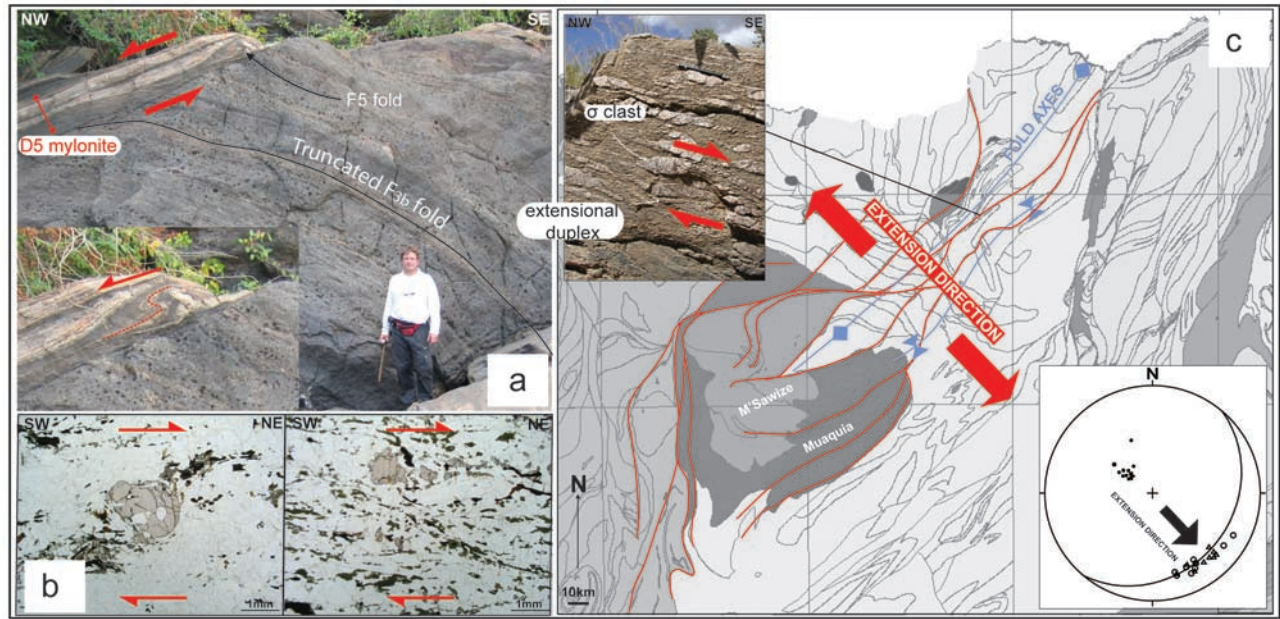 NW
SE
F5 fold
D5 mylonite
Truncated F3b fold
a
SW
NE
SW
NE
b
1mm
1mm
NW
SE
σ clast
extensional
duplex
c
FOLD AXES
EXTENSION DIRECTION
M'Sawize
Muaquia
N
10km
N
EXTENSION DIRECTION